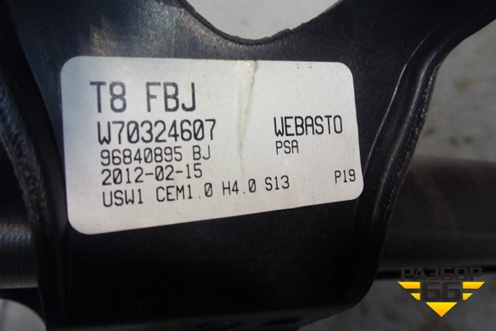 T8 FBJ
W70324607 WEBASTO
96840895 BJ PSA
2012-02-15
USW1 CEM1.0 H4.0 S13 P19
РАЗБОР
66